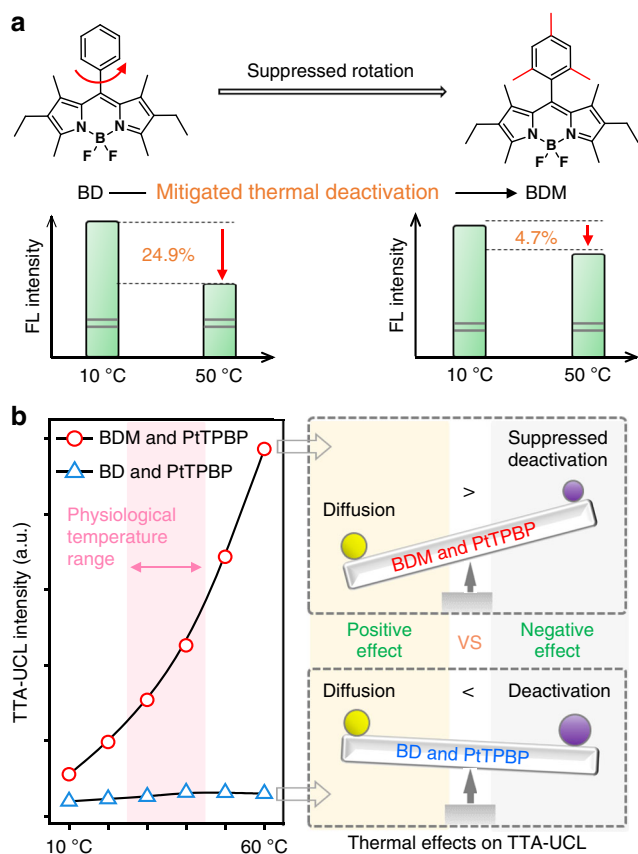 a
Suppressed rotation
N
B
N
F
F
N
B
N
F
F
BD
Mitigated thermal deactivation
BDM
FL intensity
24.9%
10 °C
50 °C
FL intensity
4.7%
10 °C
50 °C
b
TTA-UCL intensity (a.u.)
BDM and PtTPBP
BD and PtTPBP
Physiological
temperature
range
10 °C
60 °C
Suppressed
deactivation
>
Diffusion
BDM and PtTPBP
Positive
effect
VS
Negative
effect
Diffusion
<
Deactivation
BD and PtTPBP
Thermal effects on TTA-UCL